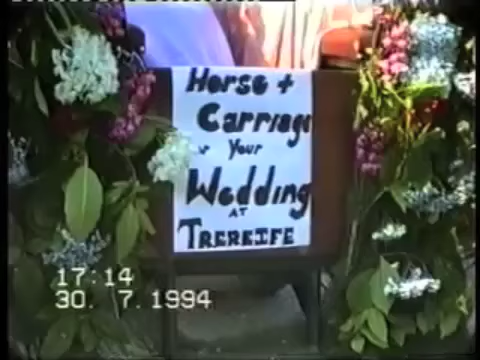 Horse +
Carriage
Your
Wedding
AT
TREREIFE
17:14
30. 7.1994